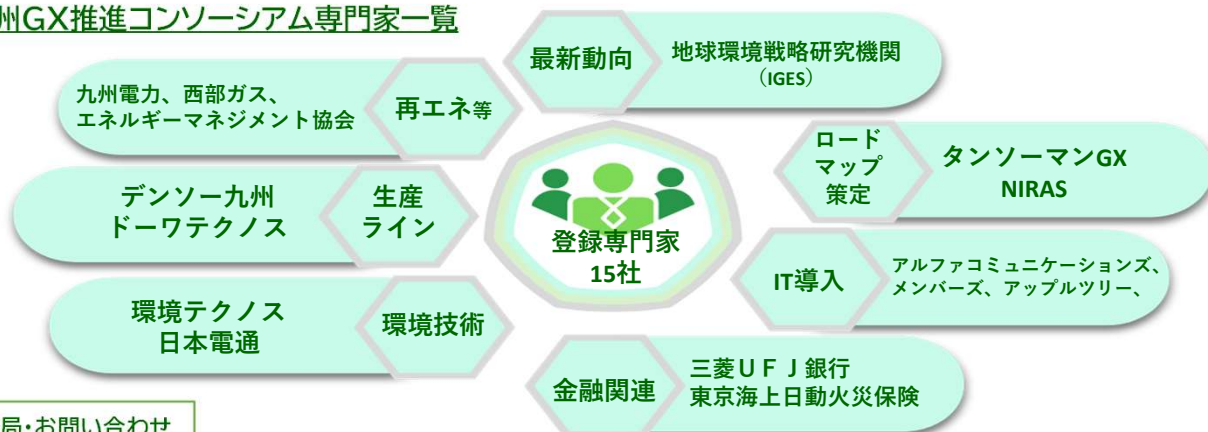 州GX推進コンソーシアム専門家一覧
最新動向
地球環境戦略研究機関
(IGES)
九州電力、西部ガス、
エネルギーマネジメント協会
再エネ等
ロード
マップ
策定
タンソーマンGX
NIRAS
デンソー九州
ドーワテクノス
生産
ライン
登録専門家
15社
IT導入
アルファコミュニケーションズ、
メンバーズ、アップルツリー、
環境テクノス
日本電通
環境技術
金融関連
三菱UFJ銀行
東京海上日動火災保険
局・お問い合わせ